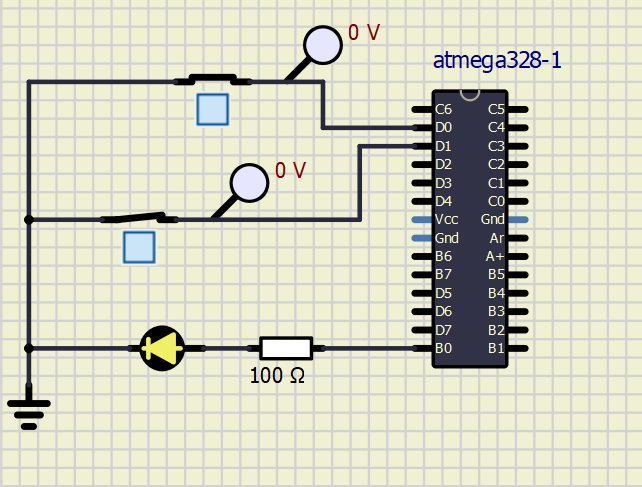 0 V
atmega328-1
C6 C5
D0 C4
D1 C3
D2 C2
0 V
D3 C1
D4 C0
Vcc Gnd
Gnd Ar
B6 A+
B7 B5
D5 B4
D6 B3
D7 B2
B0 B1
100 Ω